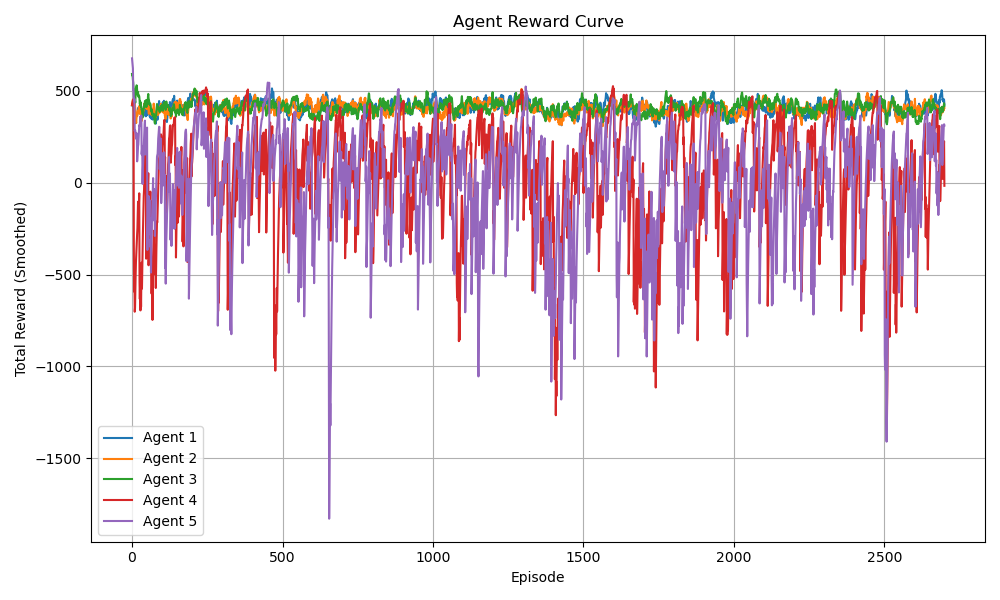 Agent Reward Curve
Total Reward (Smoothed)
500
0
−500
−1000
−1500
Agent 1
Agent 2
Agent 3
Agent 4
Agent 5
0 500 1000 1500 2000 2500
Episode